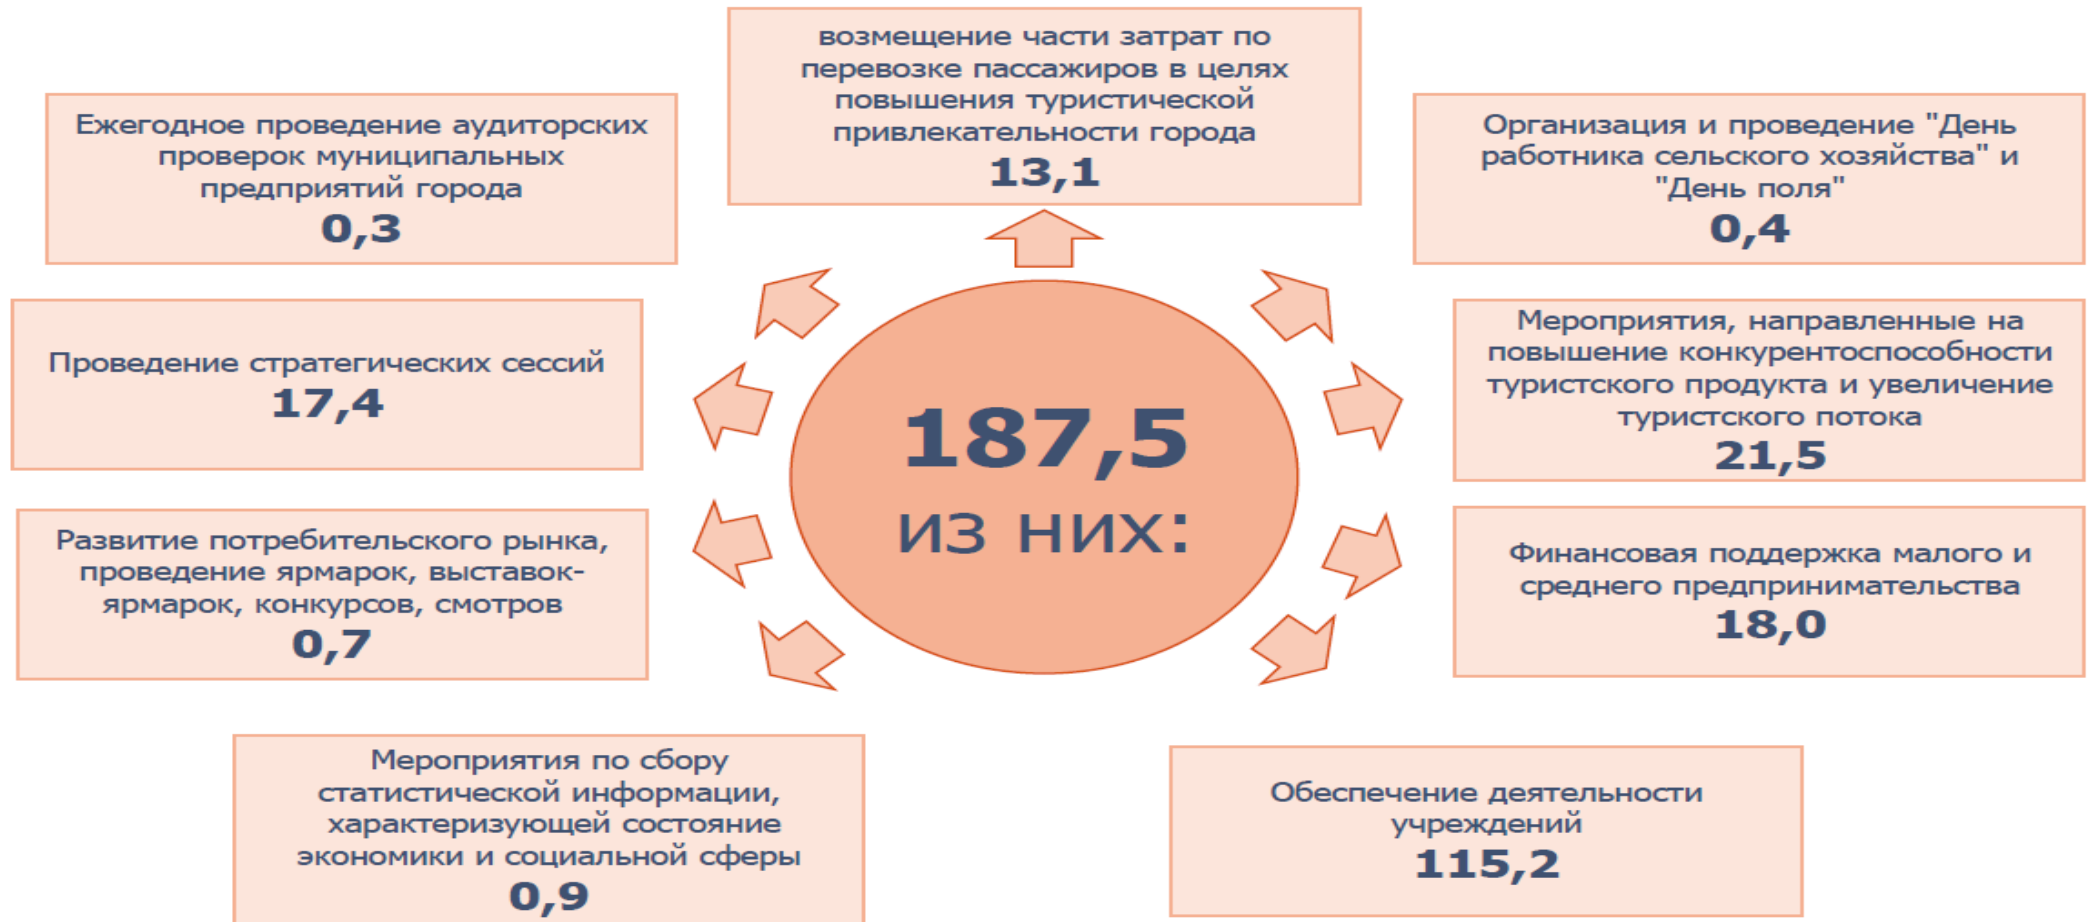 возмещение части затрат по
перевозке пассажиров в целях
повышения туристической
привлекательности города
13,1
Ежегодное проведение аудиторских
проверок муниципальных
предприятий города
0,3
Организация и проведение "День
работника сельского хозяйства" и
"День поля"
0,4
Проведение стратегических сессий
17,4
Мероприятия, направленные на
повышение конкурентоспособности
туристского продукта и увеличение
туристского потока
21,5
187,5
из них:
Развитие потребительского рынка,
проведение ярмарок, выставок-
ярмарок, конкурсов, смотров
0,7
Финансовая поддержка малого и
среднего предпринимательства
18,0
Мероприятия по сбору
статистической информации,
характеризующей состояние
экономики и социальной сферы
0,9
Обеспечение деятельности
учреждений
115,2